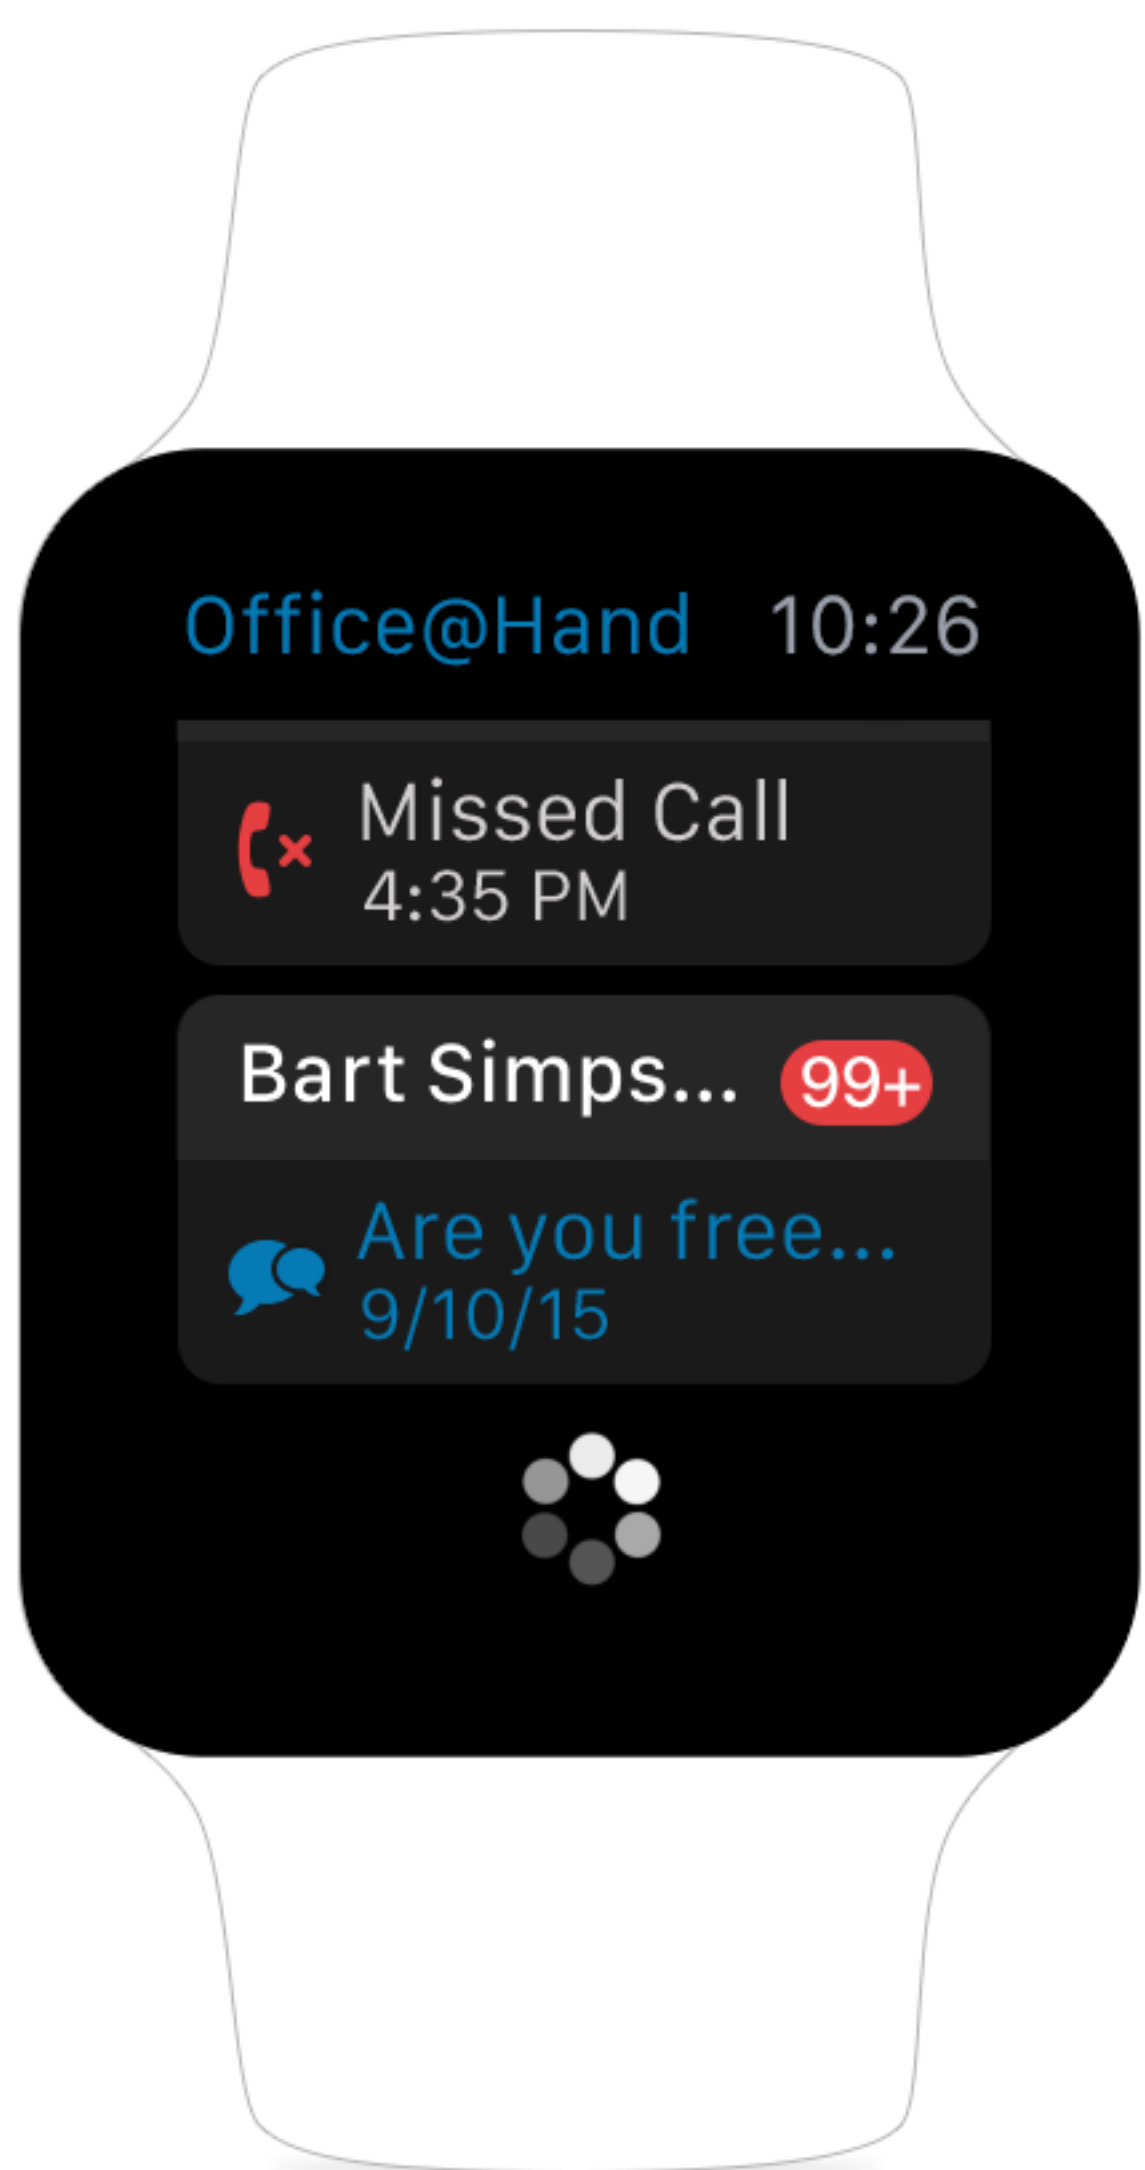 Office@Hand 10:26
Missed Call
4:35 PM
Bart Simps... 99+
Are you free...
9/10/15